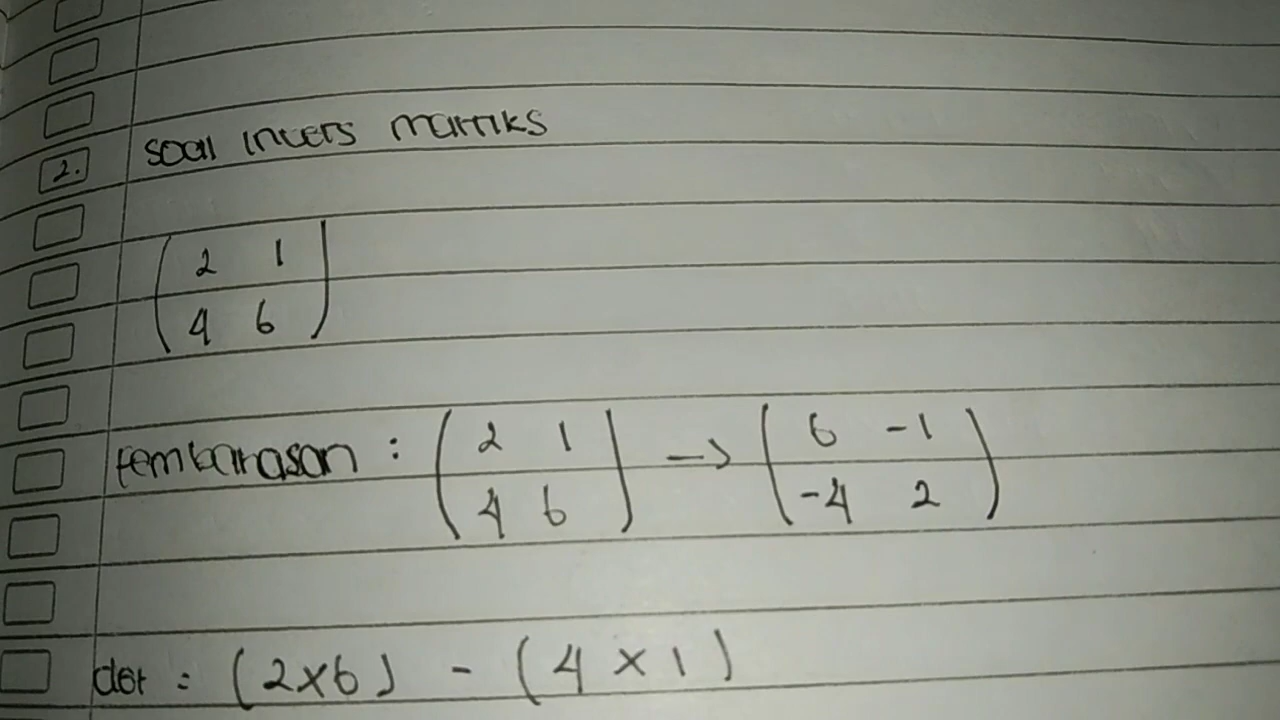 2. soal invers matriks
2 1
4 6
Pembahasan : (2 1 → (6 -1
4 6) -4 2)
det = (2×6) - (4×1)